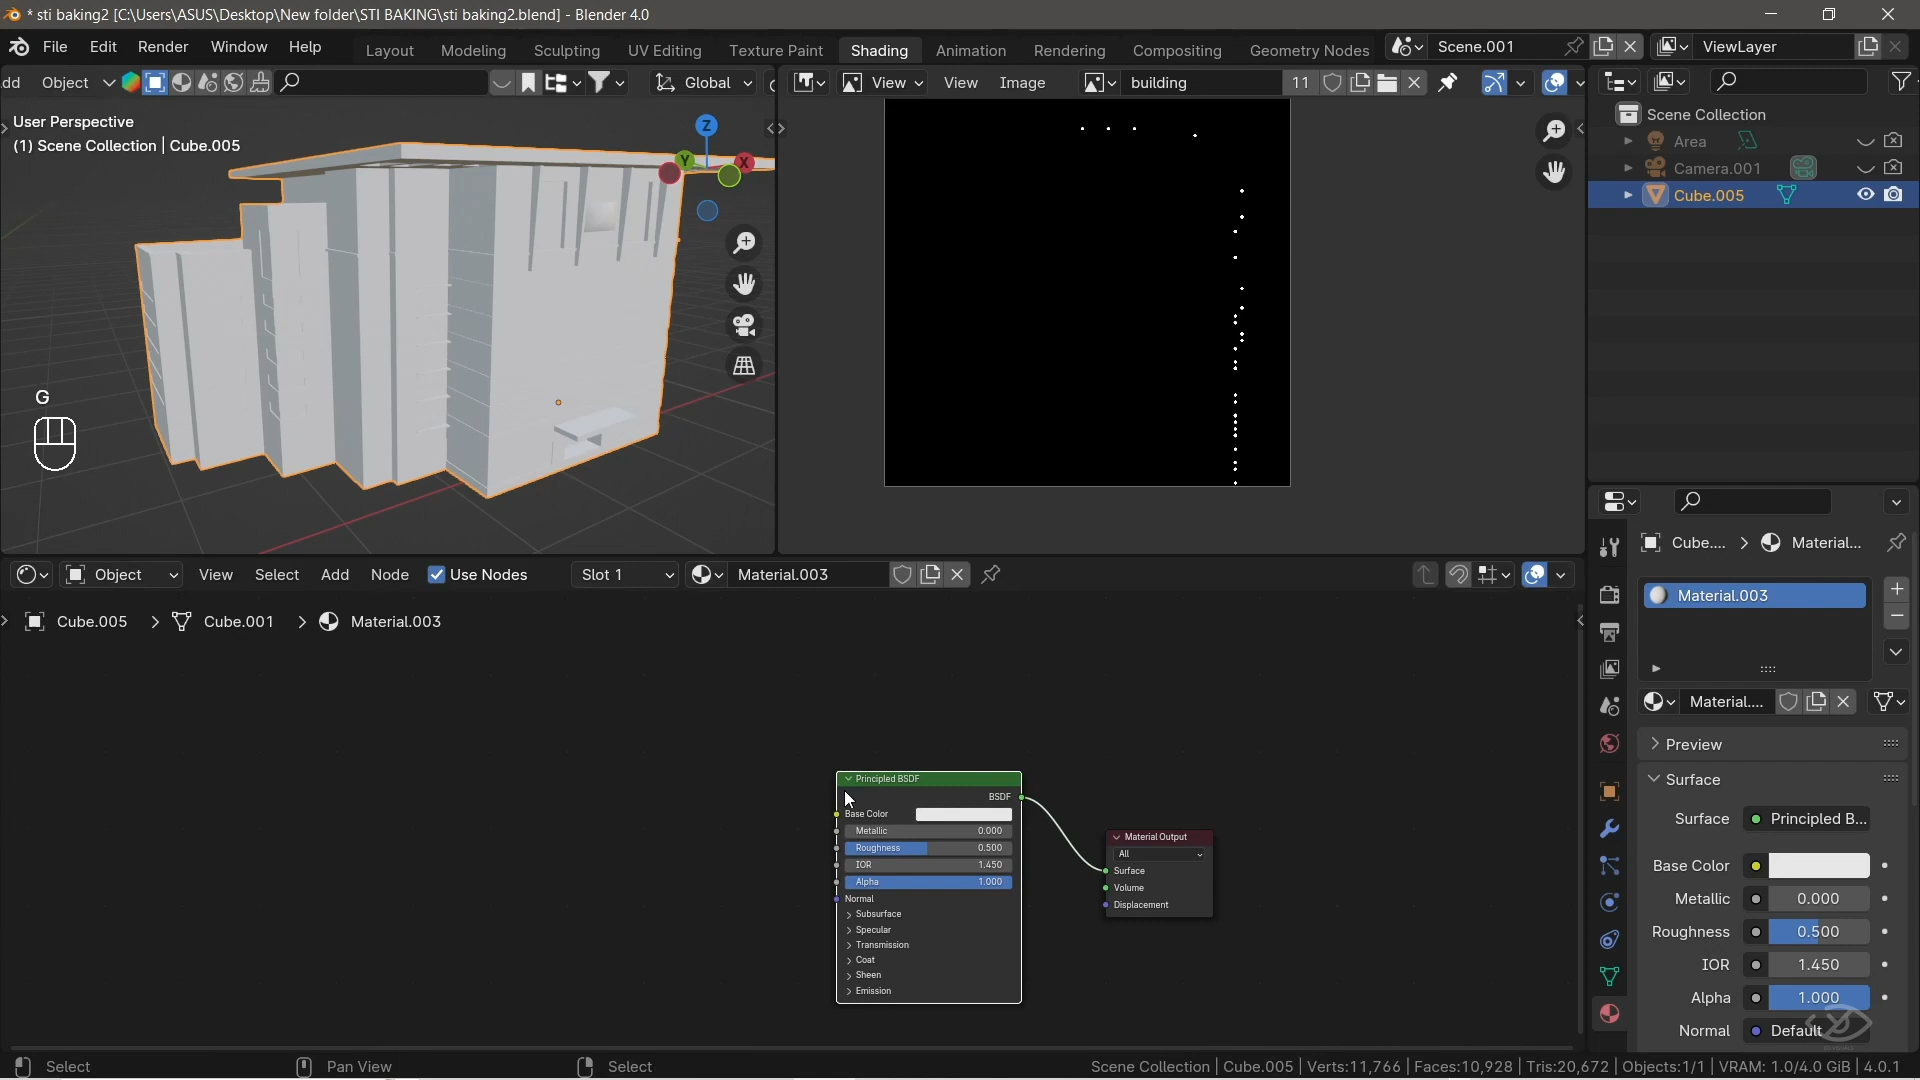 * sti baking2 [C:\Users\ASUS\Desktop\New folder\STI BAKING\sti baking2.blend] - Blender 4.0
File Edit Render Window Help Layout Modeling Sculpting UV Editing Texture Paint Shading Animation Rendering Compositing Geometry Nodes Scene.001 ViewLayer
dd Object Global View View Image building 11
User Perspective
(1) Scene Collection | Cube.005
Z
Y
X
G
Scene Collection
Area
Camera.001
Cube.005
Object View Select Add Node Use Nodes Slot 1 Material.003
Cube.005 > Cube.001 > Material.003
Principled BSDF
BSDF
Base Color
Metallic 0.000
Roughness 0.500
IOR 1.450
Alpha 1.000
Normal
Subsurface
Specular
Transmission
Coat
Sheen
Emission
Material Output
All
Surface
Volume
Displacement
Cube.... > Material...
Material.003
Material....
Preview
Surface
Surface Principled B...
Base Color
Metallic 0.000
Roughness 0.500
IOR 1.450
Alpha 1.000
Normal Default
Select Pan View Select Scene Collection | Cube.005 | Verts:11,766 | Faces:10,928 | Tris:20,672 | Objects:1/1 | VRAM: 1.0/4.0 GiB | 4.0.1